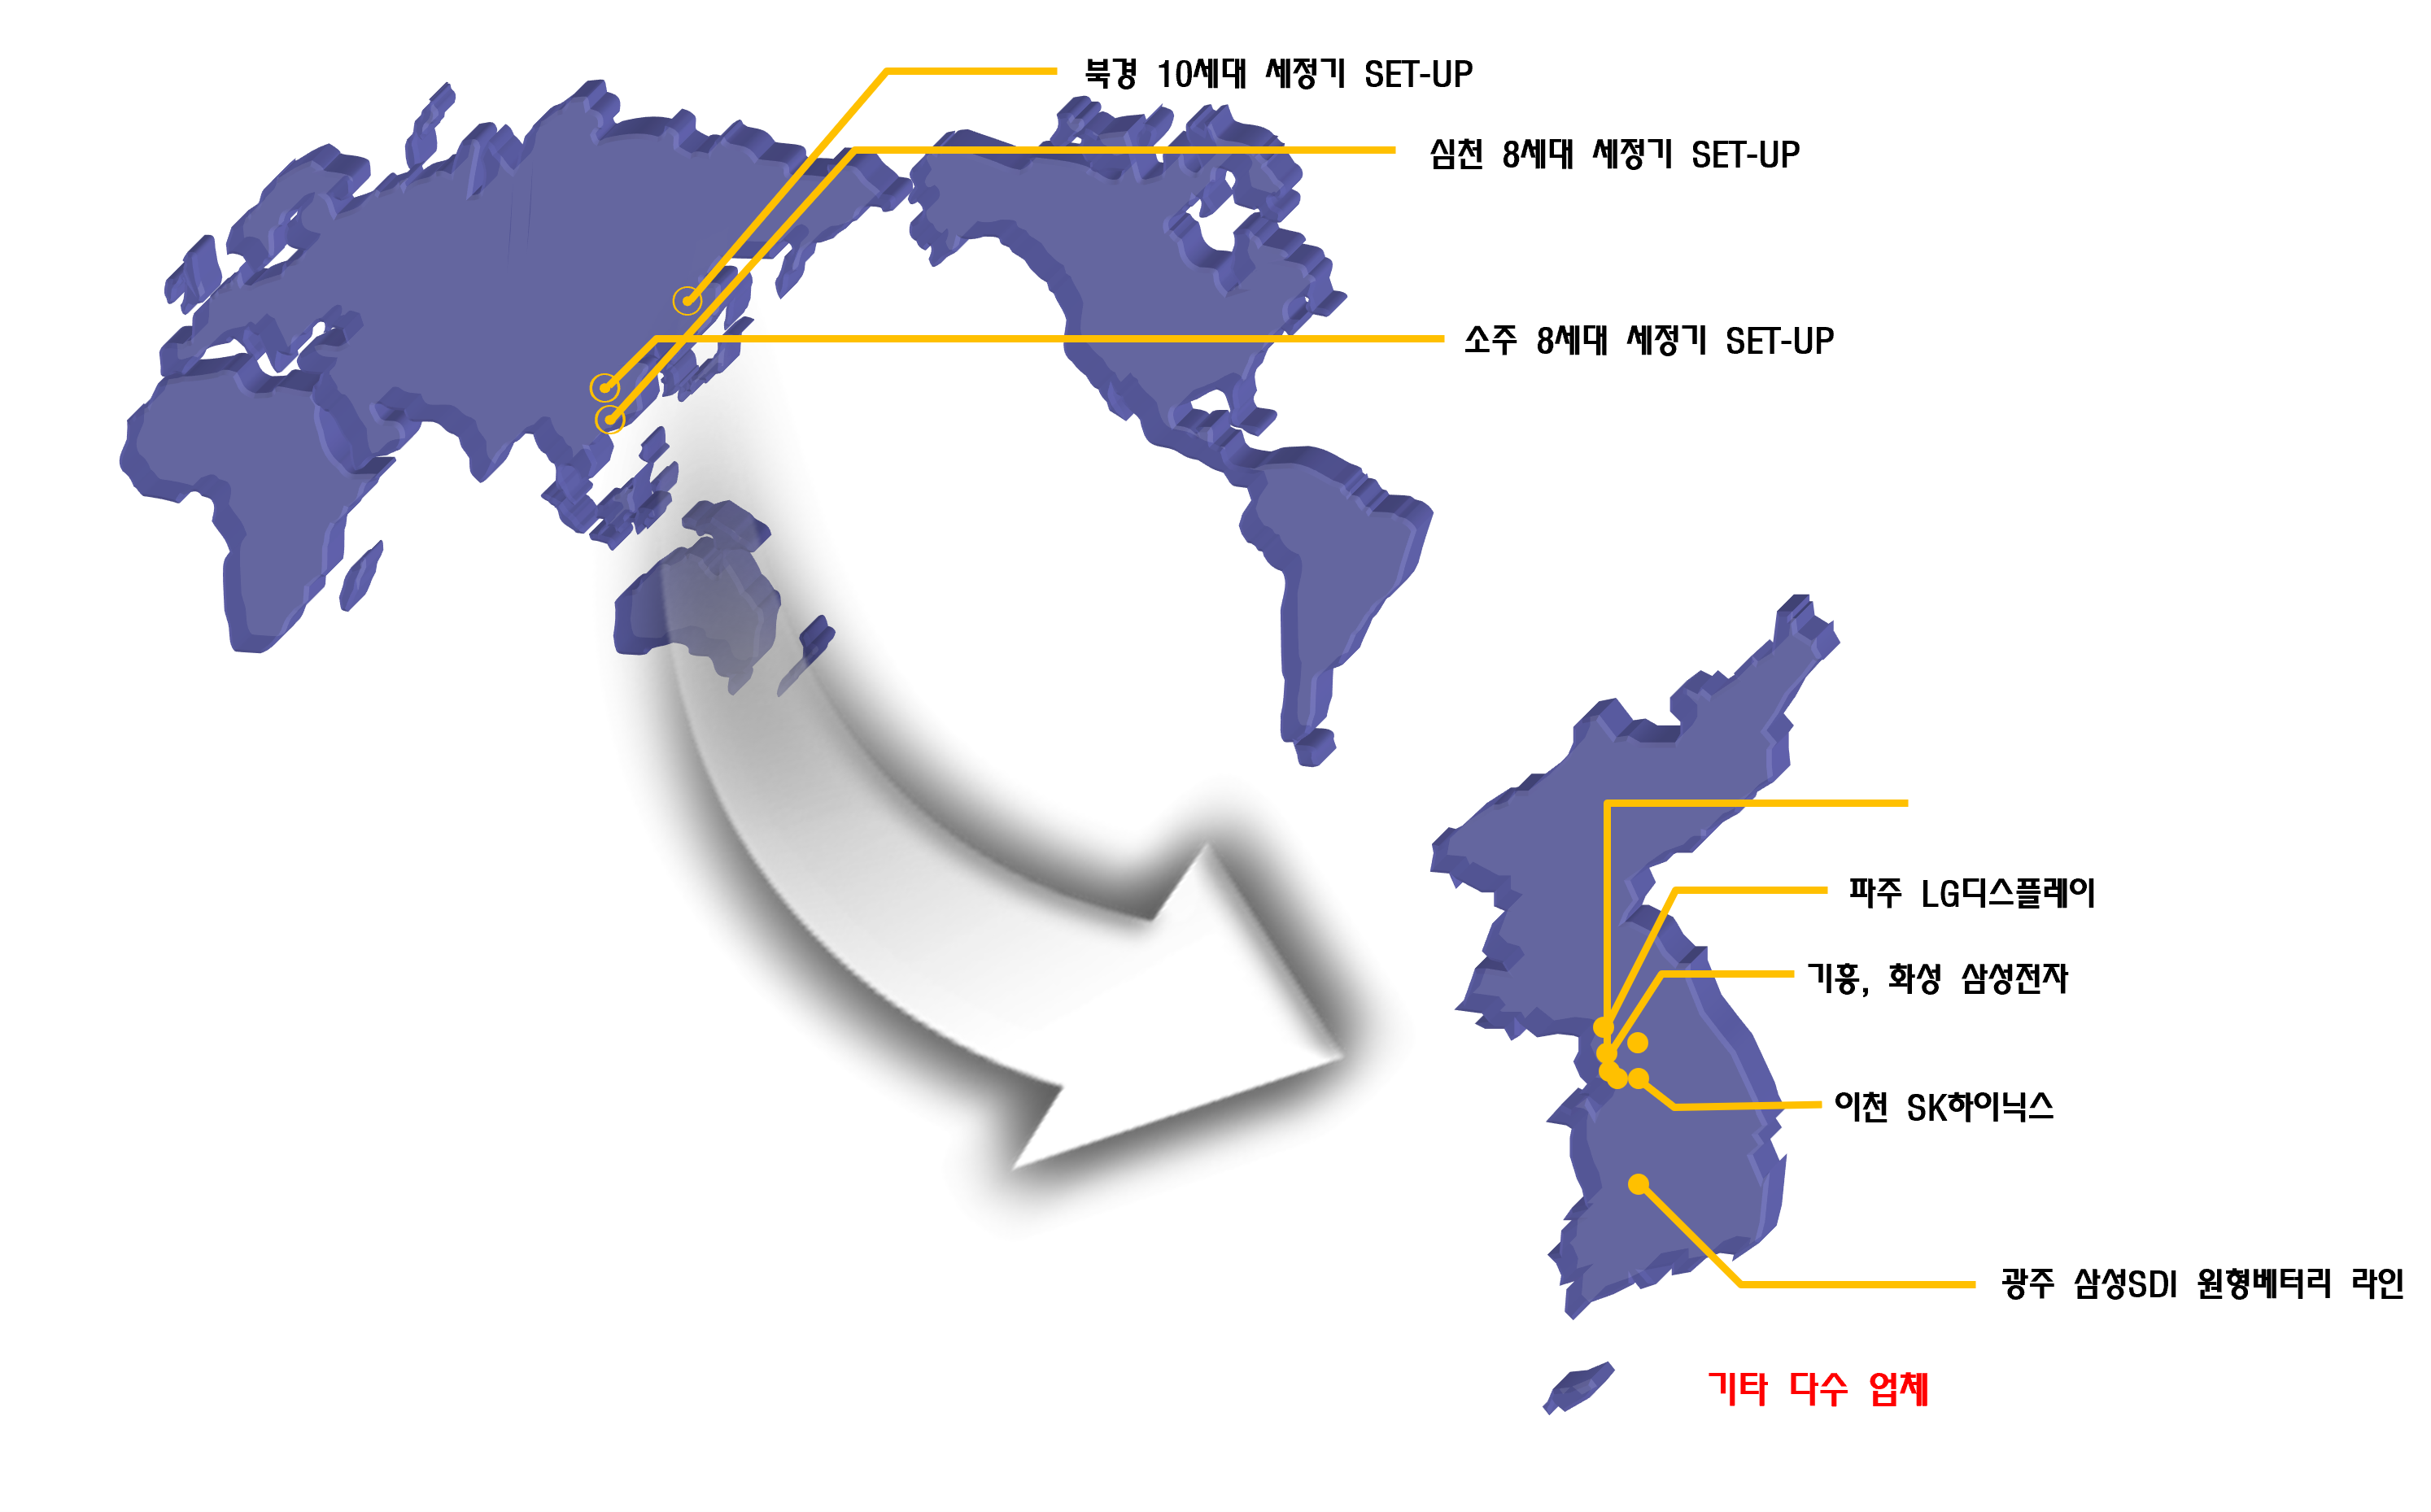 북경 10세대 세정기 SET-UP
심천 8세대 세정기 SET-UP
소주 8세대 세정기 SET-UP
파주 LG디스플레이
기흥, 화성 삼성전자
이천 SK하이닉스
광주 삼성SDI 원형베터리 라인
기타 다수 업체